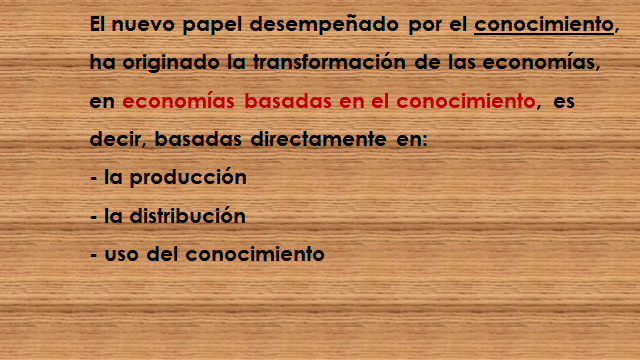 El nuevo papel desempeñado por el conocimiento,
ha originado la transformación de las economías,
en economías basadas en el conocimiento, es
decir, basadas directamente en:
- la producción
- la distribución
- uso del conocimiento